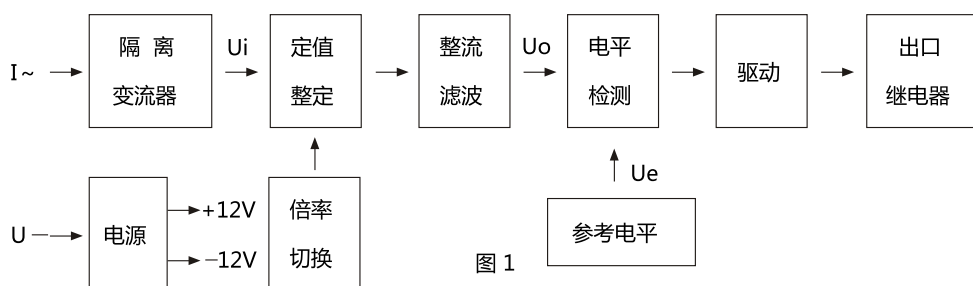 I~
隔 离
变流器
Ui
定值
整定
整流
滤波
Uo
电平
检测
驱动
出口
继电器
U
电源
+12V
-12V
倍率
切换
Ue
参考电平
图 1